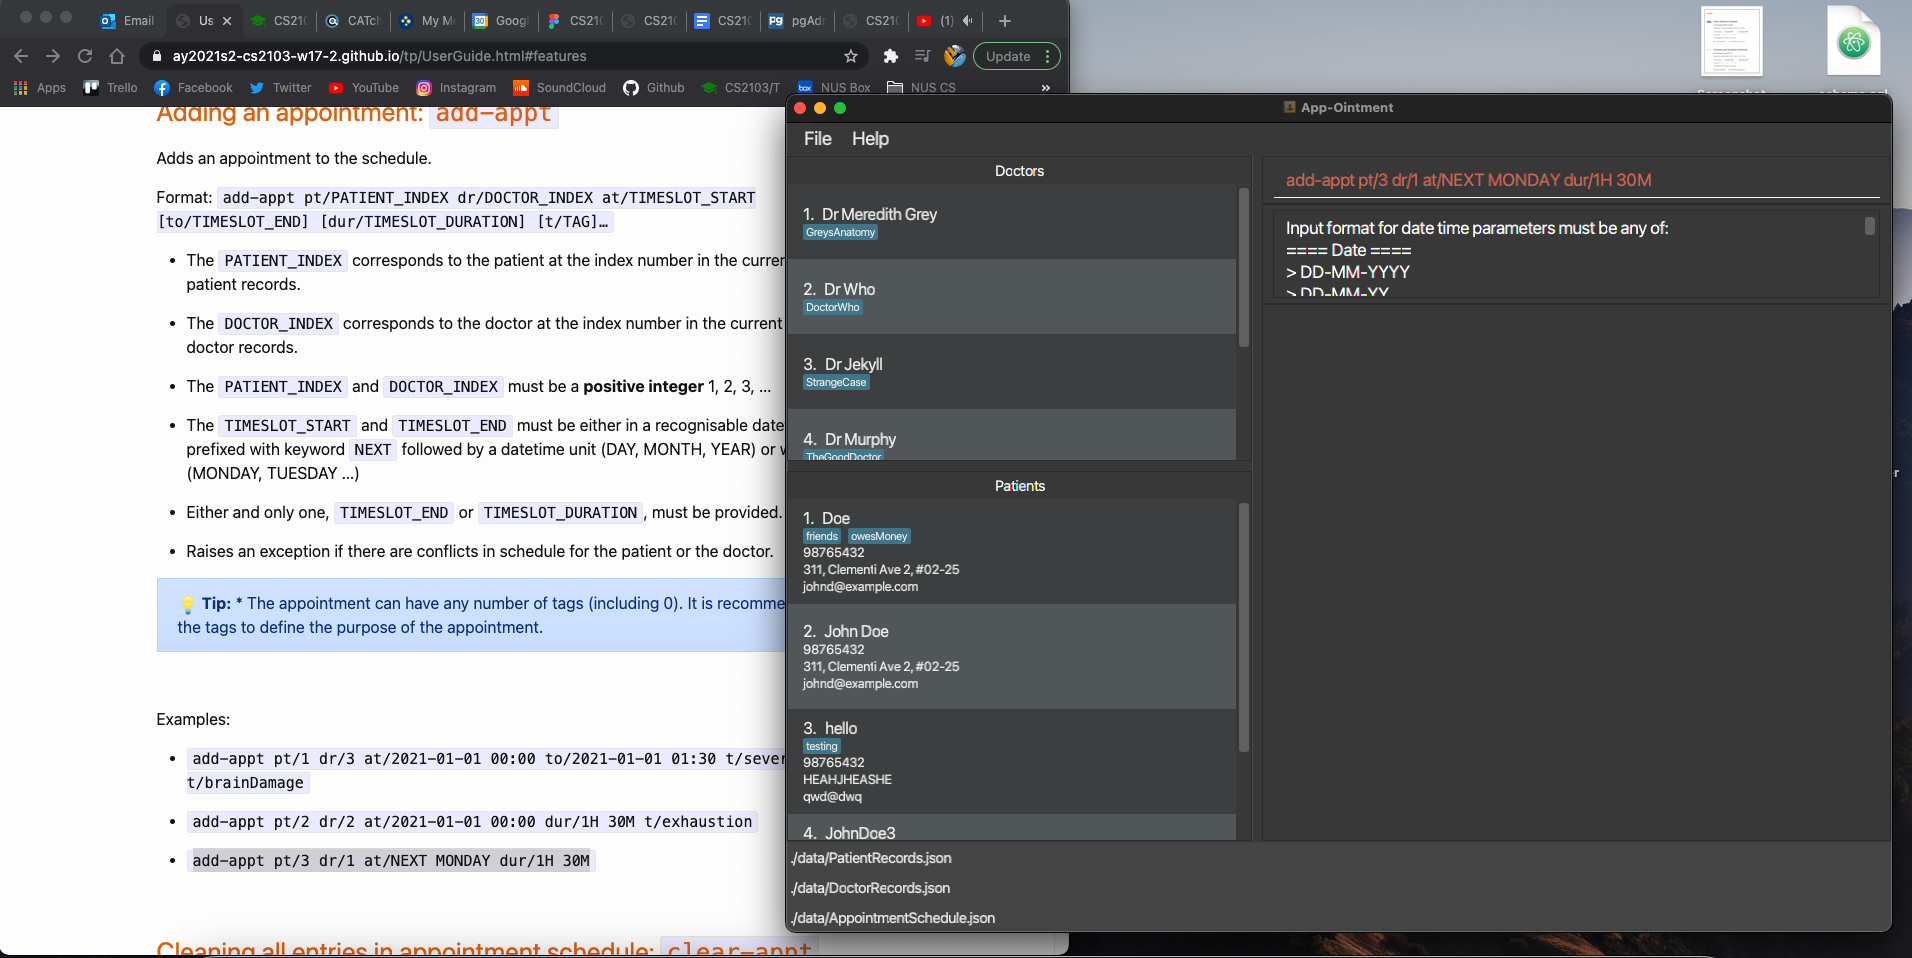 Email
Us
CS210
CATch
My Mo
Googl
CS210
CS210
CS210
pgAdr
CS210
(1)
ay2021s2-cs2103-w17-2.github.io/tp/UserGuide.html#features
Update
Apps
Trello
Facebook
Twitter
YouTube
Instagram
SoundCloud
Github
CS2103/T
NUS Box
NUS CS
»
Adding an appointment: add-appt
Adds an appointment to the schedule.
Format: add-appt pt/PATIENT_INDEX dr/DOCTOR_INDEX at/TIMESLOT_START
[to/TIMESLOT_END] [dur/TIMESLOT_DURATION] [t/TAG]…
• The PATIENT_INDEX corresponds to the patient at the index number in the curren
patient records.
• The DOCTOR_INDEX corresponds to the doctor at the index number in the current
doctor records.
• The PATIENT_INDEX and DOCTOR_INDEX must be a positive integer 1, 2, 3, …
• The TIMESLOT_START and TIMESLOT_END must be either in a recognisable date
prefixed with keyword NEXT followed by a datetime unit (DAY, MONTH, YEAR) or w
(MONDAY, TUESDAY …)
• Either and only one, TIMESLOT_END or TIMESLOT_DURATION, must be provided.
• Raises an exception if there are conflicts in schedule for the patient or the doctor.
Tip: * The appointment can have any number of tags (including 0). It is recomme
the tags to define the purpose of the appointment.
Examples:
• add-appt pt/1 dr/3 at/2021-01-01 00:00 to/2021-01-01 01:30 t/sever
t/brainDamage
• add-appt pt/2 dr/2 at/2021-01-01 00:00 dur/1H 30M t/exhaustion
• add-appt pt/3 dr/1 at/NEXT MONDAY dur/1H 30M
Cleaning all entries in appointment schedule: clear-appt
App-Ointment
File
Help
Doctors
1. Dr Meredith Grey
GreysAnatomy
2. Dr Who
DoctorWho
3. Dr Jekyll
StrangeCase
4. Dr Murphy
TheGoodDoctor
Patients
1. Doe
friends owesMoney
98765432
311, Clementi Ave 2, #02-25
johnd@example.com
2. John Doe
98765432
311, Clementi Ave 2, #02-25
johnd@example.com
3. hello
testing
98765432
HEAHJHEASHE
qwd@dwq
4. JohnDoe3
add-appt pt/3 dr/1 at/NEXT MONDAY dur/1H 30M
Input format for date time parameters must be any of:
==== Date ====
> DD-MM-YYYY
> DD-MM-YY
./data/PatientRecords.json
./data/DoctorRecords.json
./data/AppointmentSchedule.json